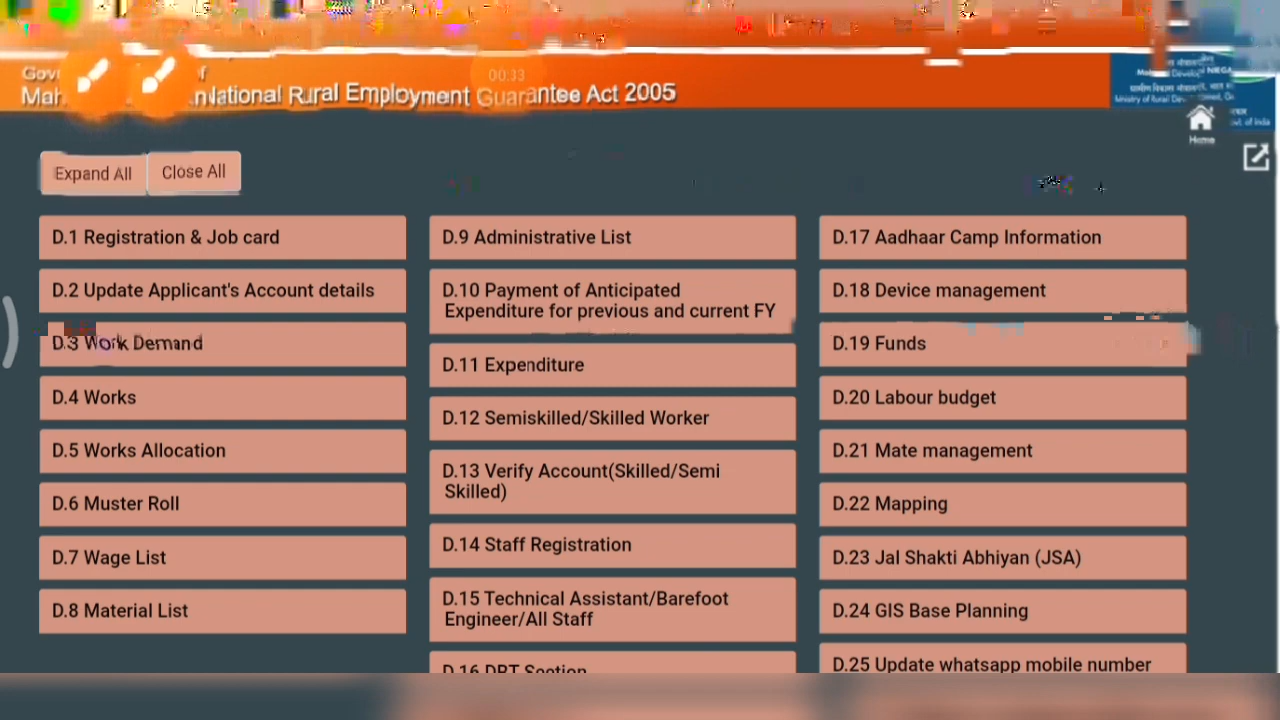 00:33
National Rural Employment Guarantee Act 2005
Home
Expand All
Close All
D.1 Registration & Job card
D.2 Update Applicant's Account details
D.3 Work Demand
D.4 Works
D.5 Works Allocation
D.6 Muster Roll
D.7 Wage List
D.8 Material List
D.9 Administrative List
D.10 Payment of Anticipated
Expenditure for previous and current FY
D.11 Expenditure
D.12 Semiskilled/Skilled Worker
D.13 Verify Account(Skilled/Semi
Skilled)
D.14 Staff Registration
D.15 Technical Assistant/Barefoot
Engineer/All Staff
D.16 DBT Section
D.17 Aadhaar Camp Information
D.18 Device management
D.19 Funds
D.20 Labour budget
D.21 Mate management
D.22 Mapping
D.23 Jal Shakti Abhiyan (JSA)
D.24 GIS Base Planning
D.25 Update whatsapp mobile number